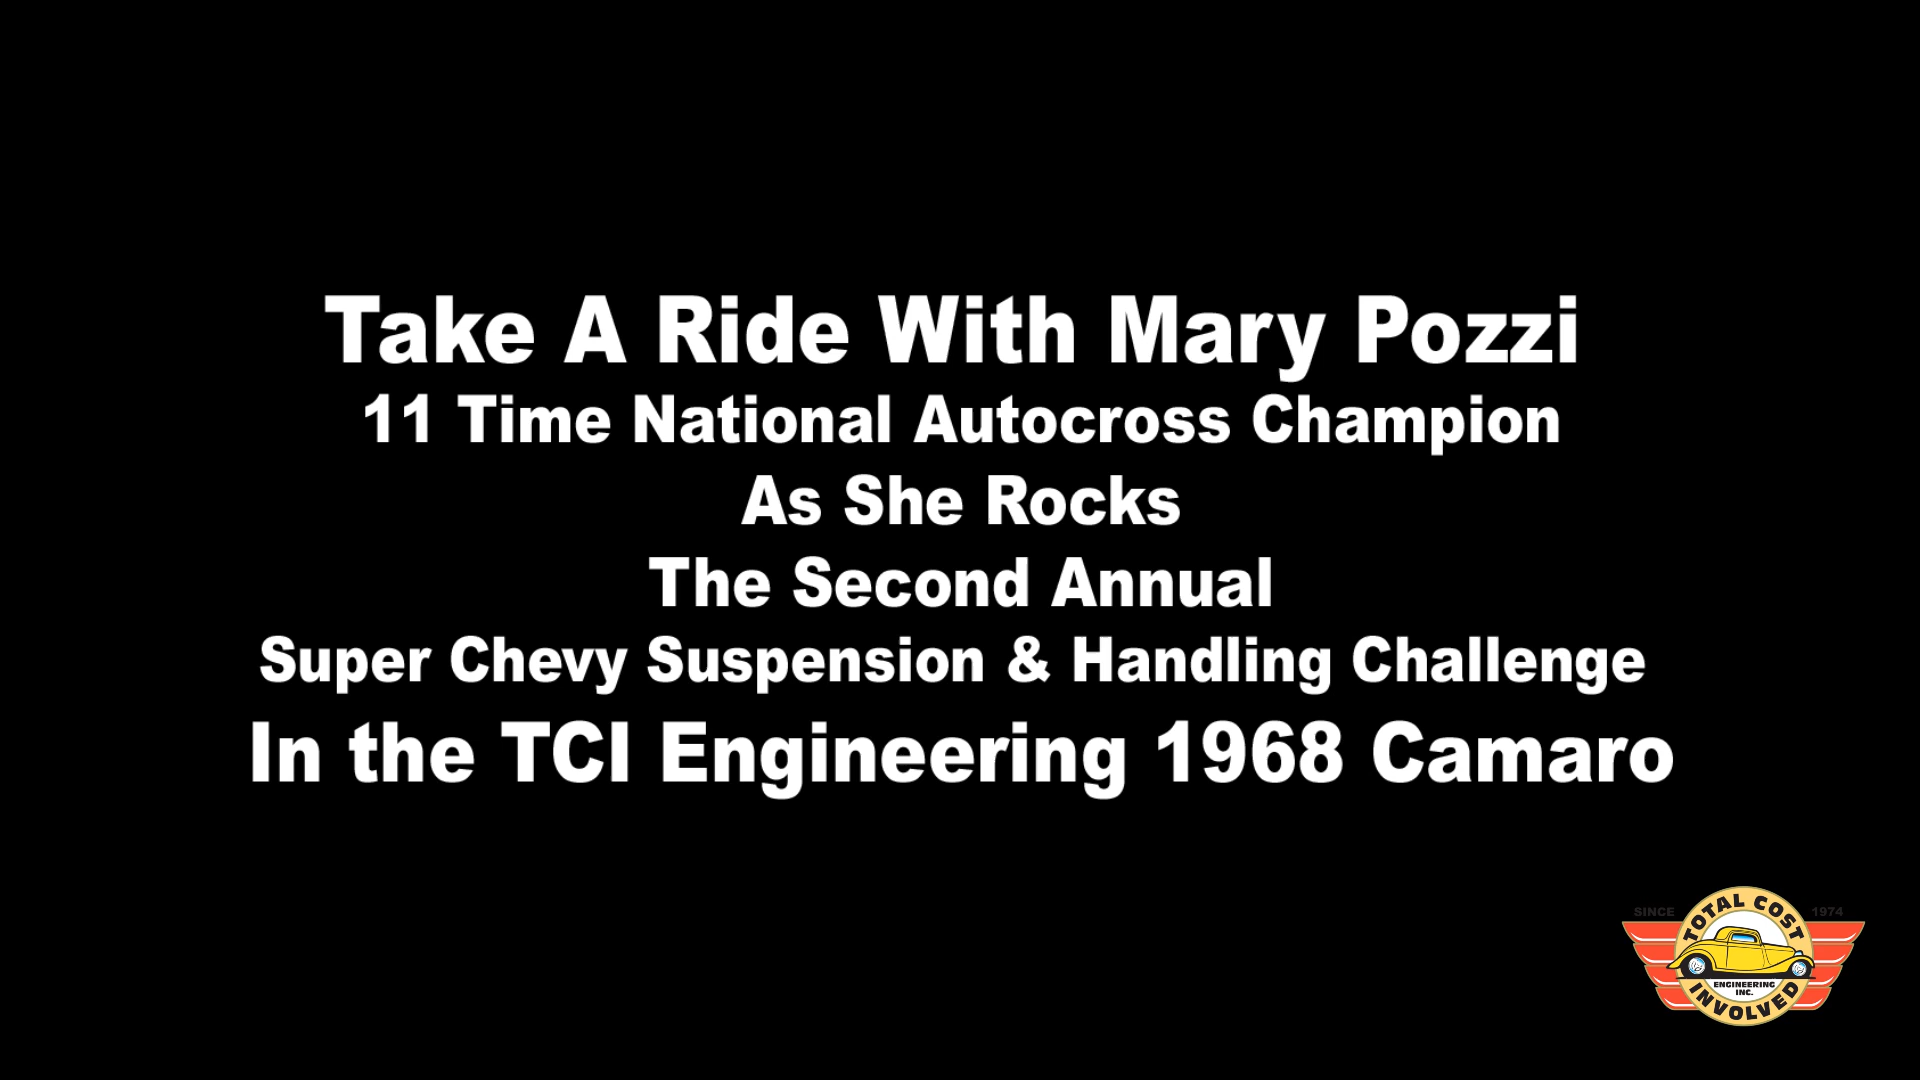 Take A Ride With Mary Pozzi
11 Time National Autocross Champion
As She Rocks
The Second Annual
Super Chevy Suspension & Handling Challenge
In the TCI Engineering 1968 Camaro
SINCE 1974
TOTAL COST
ENGINEERING
INC.
INVOLVED